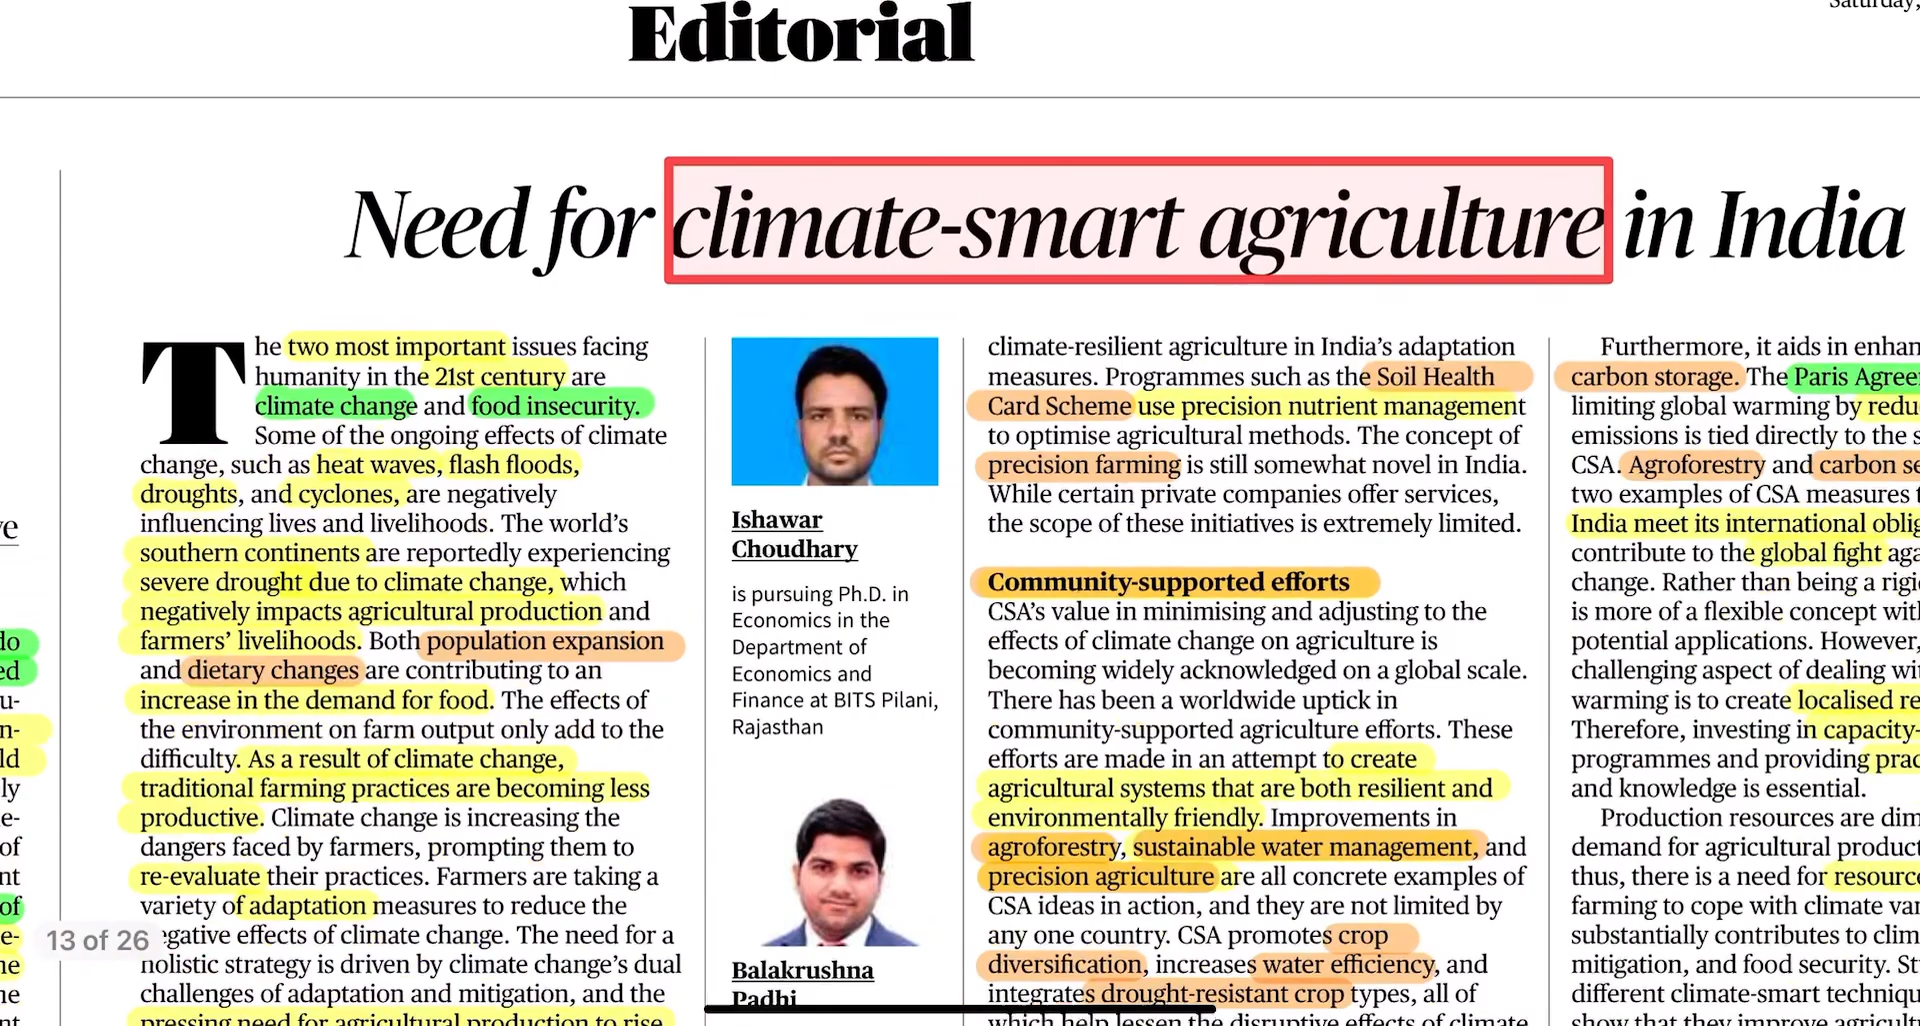 Saturday,
Editorial
Need for climate-smart agriculture in India
The two most important issues facing
humanity in the 21st century are
climate change and food insecurity.
Some of the ongoing effects of climate
change, such as heat waves, flash floods,
droughts, and cyclones, are negatively
influencing lives and livelihoods. The world's
southern continents are reportedly experiencing
severe drought due to climate change, which
negatively impacts agricultural production and
farmers' livelihoods. Both population expansion
and dietary changes are contributing to an
increase in the demand for food. The effects of
the environment on farm output only add to the
difficulty. As a result of climate change,
traditional farming practices are becoming less
productive. Climate change is increasing the
dangers faced by farmers, prompting them to
re-evaluate their practices. Farmers are taking a
variety of adaptation measures to reduce the
egative effects of climate change. The need for a
holistic strategy is driven by climate change's dual
challenges of adaptation and mitigation, and the
pressing need for agricultural production to rise
13 of 26
Ishawar
Choudhary
is pursuing Ph.D. in
Economics in the
Department of
Economics and
Finance at BITS Pilani,
Rajasthan
Balakrushna
Padhi
climate-resilient agriculture in India's adaptation
measures. Programmes such as the Soil Health
Card Scheme use precision nutrient management
to optimise agricultural methods. The concept of
precision farming is still somewhat novel in India.
While certain private companies offer services,
the scope of these initiatives is extremely limited.
Community-supported efforts
CSA's value in minimising and adjusting to the
effects of climate change on agriculture is
becoming widely acknowledged on a global scale.
There has been a worldwide uptick in
community-supported agriculture efforts. These
efforts are made in an attempt to create
agricultural systems that are both resilient and
environmentally friendly. Improvements in
agroforestry, sustainable water management, and
precision agriculture are all concrete examples of
CSA ideas in action, and they are not limited by
any one country. CSA promotes crop
diversification, increases water efficiency, and
integrates drought-resistant crop types, all of
which help lessen the disruptive effects of climate
Furthermore, it aids in enhan
carbon storage. The Paris Agree
limiting global warming by redu
emissions is tied directly to the s
CSA. Agroforestry and carbon se
two examples of CSA measures t
India meet its international oblig
contribute to the global fight aga
change. Rather than being a rigi
is more of a flexible concept wit
potential applications. However,
challenging aspect of dealing wi
warming is to create localised re
Therefore, investing in capacity-
programmes and providing prac
and knowledge is essential.
Production resources are dim
demand for agricultural product
thus, there is a need for resource
farming to cope with climate var
substantially contributes to clim
mitigation, and food security. St
different climate-smart techniqu
show that they improve agricult